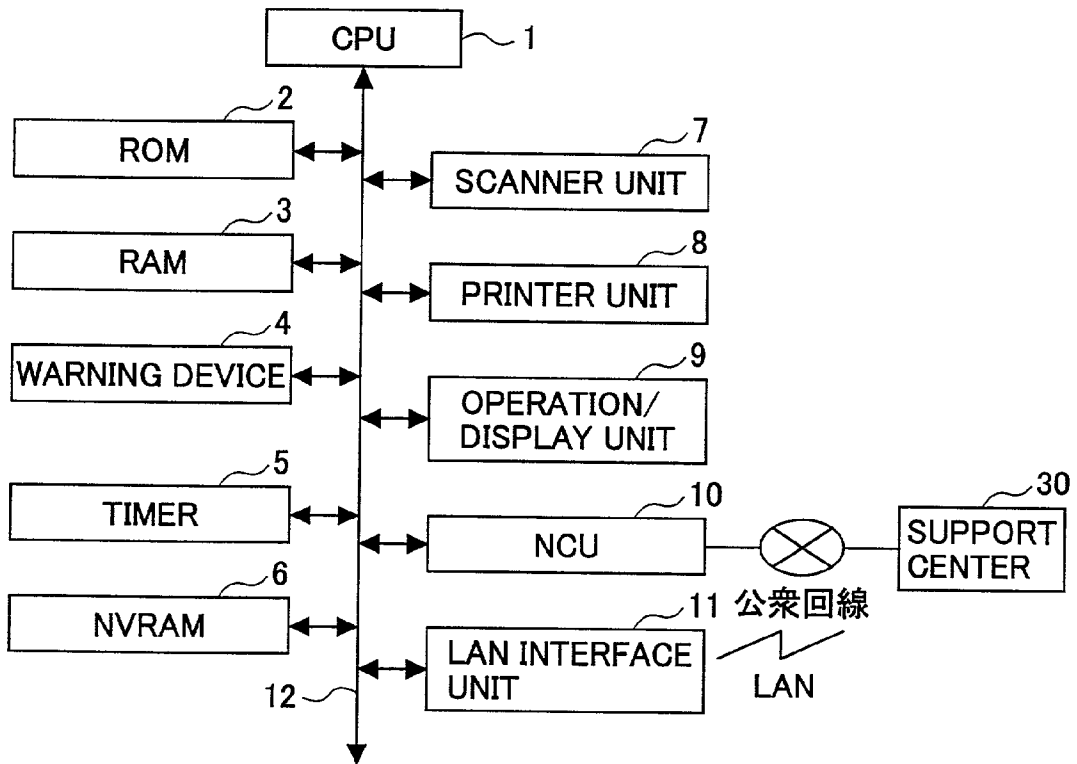 CPU
1
2
ROM
7
SCANNER UNIT
3
RAM
8
PRINTER UNIT
4
WARNING DEVICE
9
OPERATION/
DISPLAY UNIT
5
TIMER
10
NCU
30
SUPPORT
CENTER
公衆回線
6
NVRAM
11
LAN INTERFACE
UNIT
LAN
12